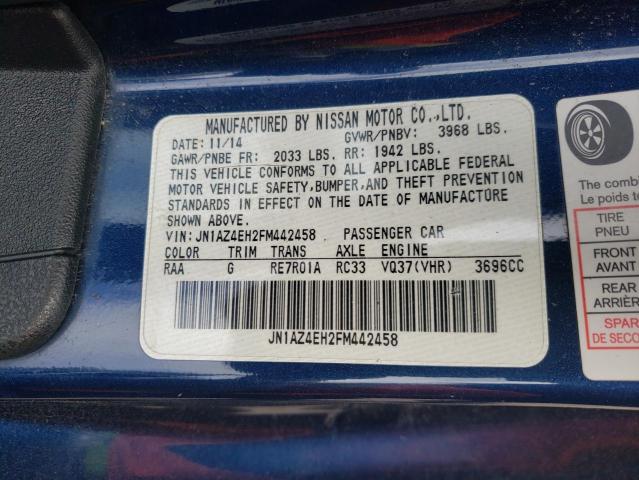 MANUFACTURED BY NISSAN MOTOR CO.,LTD.
DATE: 11/14 GVWR/PNBV: 3968 LBS.
GAWR/PNBE FR: 2033 LBS. RR: 1942 LBS.
THIS VEHICLE CONFORMS TO ALL APPLICABLE FEDERAL
MOTOR VEHICLE SAFETY, BUMPER, AND THEFT PREVENTION
STANDARDS IN EFFECT ON THE DATE OF MANUFACTURE
SHOWN ABOVE.
VIN: JN1AZ4EH2FM442458 PASSENGER CAR
COLOR TRIM TRANS AXLE ENGINE
RAA G RE7R01A RC33 VQ37(VHR) 3696CC
JN1AZ4EH2FM442458
The combi
Le poids to
TIRE
PNEU
FRONT
AVANT
REAR
ARRIÈR
SPAR
DE SECO